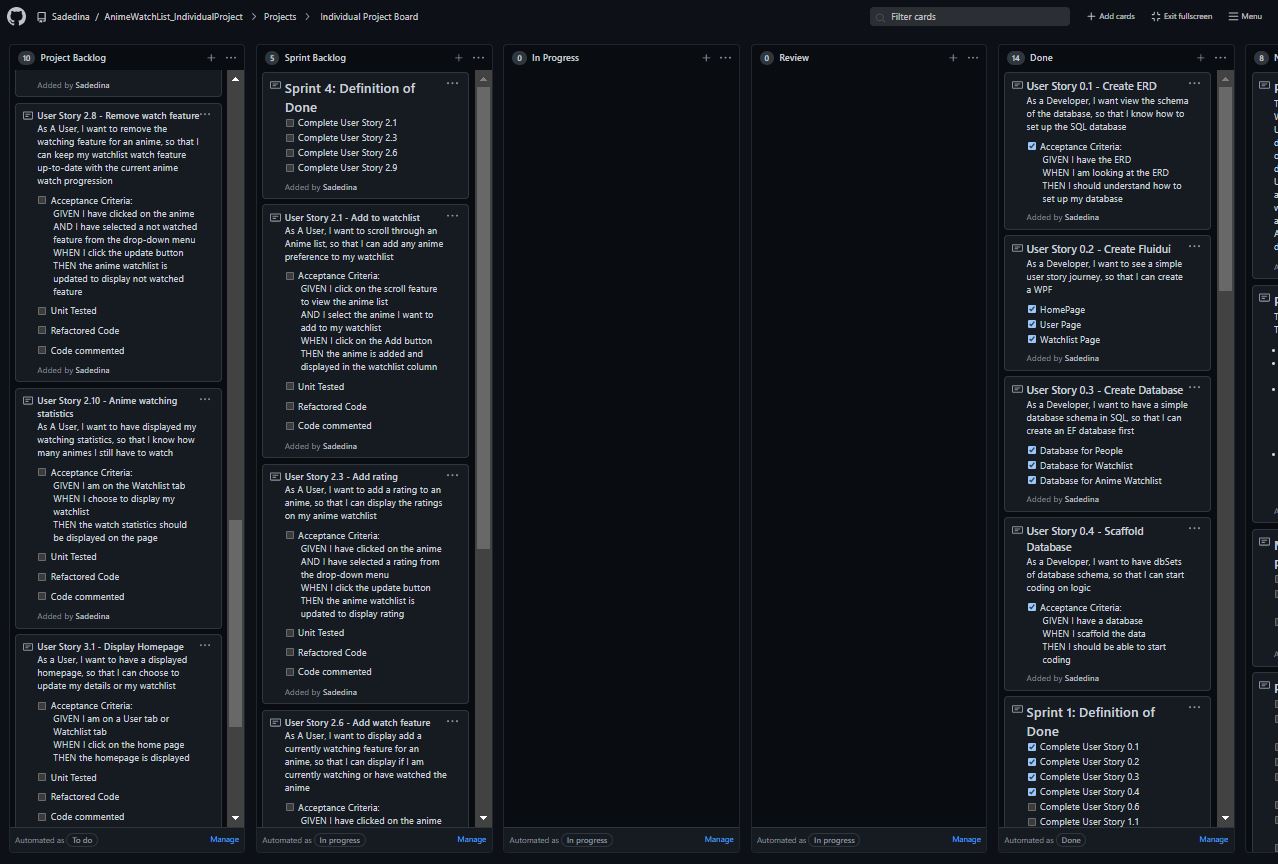 Sadedina / AnimeWatchList_IndividualProject > Projects > Individual Project Board
Filter cards
+ Add cards
Exit fullscreen
Menu
10 Project Backlog
Added by Sadedina
User Story 2.8 - Remove watch feature
As A User, I want to remove the
watching feature for an anime, so that I
can keep my watchlist watch feature
up-to-date with the current anime
watch progression
Acceptance Criteria:
GIVEN I have clicked on the anime
AND I have selected a not watched
feature from the drop-down menu
WHEN I click the update button
THEN the anime watchlist is
updated to display not watched
feature
Unit Tested
Refactored Code
Code commented
Added by Sadedina
User Story 2.10 - Anime watching
statistics
As A User, I want to have displayed my
watching statistics, so that I know how
many animes I still have to watch
Acceptance Criteria:
GIVEN I am on the Watchlist tab
WHEN I choose to display my
watchlist
THEN the watch statistics should
be displayed on the page
Unit Tested
Refactored Code
Code commented
Added by Sadedina
User Story 3.1 - Display Homepage
As a User, I want to have a displayed
homepage, so that I can choose to
update my details or my watchlist
Acceptance Criteria:
GIVEN I am on a User tab or
Watchlist tab
WHEN I click on the home page
THEN the homepage is displayed
Unit Tested
Refactored Code
Code commented
Automated as To do
Manage
5 Sprint Backlog
Sprint 4: Definition of
Done
Complete User Story 2.1
Complete User Story 2.3
Complete User Story 2.6
Complete User Story 2.9
Added by Sadedina
User Story 2.1 - Add to watchlist
As A User, I want to scroll through an
Anime list, so that I can add any anime
preference to my watchlist
Acceptance Criteria:
GIVEN I click on the scroll feature
to view the anime list
AND I select the anime I want to
add to my watchlist
WHEN I click on the Add button
THEN the anime is added and
displayed in the watchlist column
Unit Tested
Refactored Code
Code commented
Added by Sadedina
User Story 2.3 - Add rating
As A User, I want to add a rating to an
anime, so that I can display the ratings
on my anime watchlist
Acceptance Criteria:
GIVEN I have clicked on the anime
AND I have selected a rating from
the drop-down menu
WHEN I click the update button
THEN the anime watchlist is
updated to display rating
Unit Tested
Refactored Code
Code commented
Added by Sadedina
User Story 2.6 - Add watch feature
As A User, I want to display add a
currently watching feature for an
anime, so that I can display if I am
currently watching or have watched the
anime
Acceptance Criteria:
GIVEN I have clicked on the anime
Automated as In progress
Manage
0 In Progress
Automated as In progress
Manage
0 Review
Automated as In progress
Manage
14 Done
User Story 0.1 - Create ERD
As a Developer, I want view the schema
of the database, so that I know how to
set up the SQL database
Acceptance Criteria:
GIVEN I have the ERD
WHEN I am looking at the ERD
THEN I should understand how to
set up my database
Added by Sadedina
User Story 0.2 - Create Fluidui
As a Developer, I want to see a simple
user story journey, so that I can create
a WPF
HomePage
User Page
Watchlist Page
Added by Sadedina
User Story 0.3 - Create Database
As a Developer, I want to have a simple
database schema in SQL, so that I can
create an EF database first
Database for People
Database for Watchlist
Database for Anime Watchlist
Added by Sadedina
User Story 0.4 - Scaffold
Database
As a Developer, I want to have dbSets
of database schema, so that I can start
coding on logic
Acceptance Criteria:
GIVEN I have a database
WHEN I scaffold the data
THEN I should be able to start
coding
Added by Sadedina
Sprint 1: Definition of
Done
Complete User Story 0.1
Complete User Story 0.2
Complete User Story 0.3
Complete User Story 0.4
Complete User Story 0.6
Complete User Story 1.1
Automated as Done
Manage
8